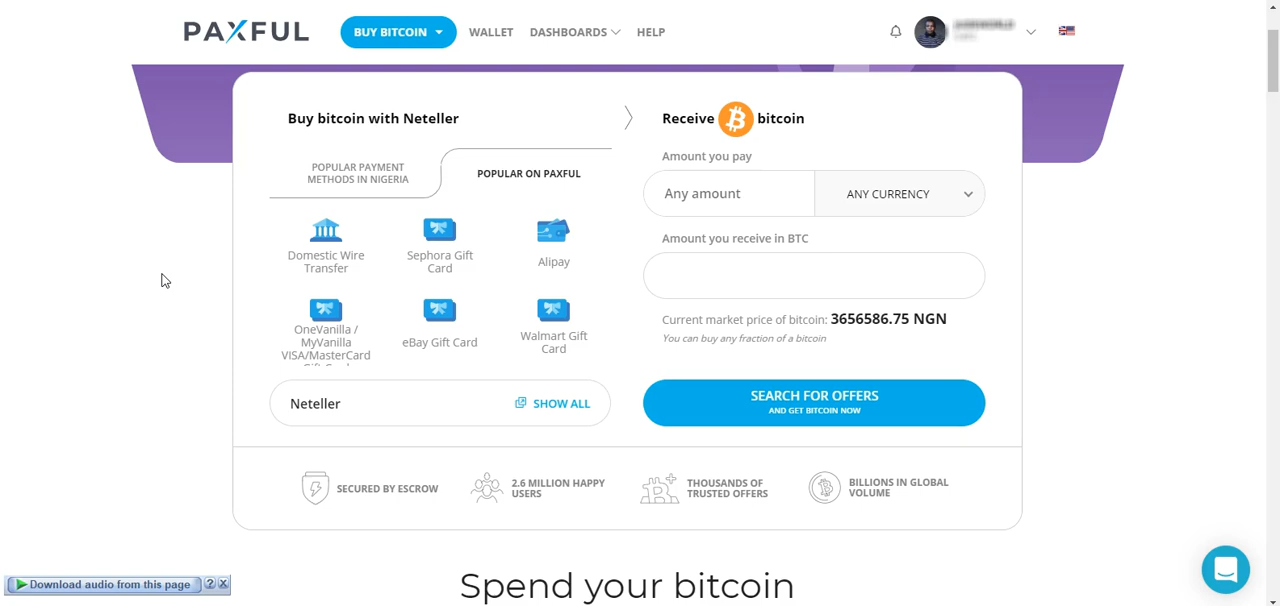 PAXFUL
BUY BITCOIN
WALLET
DASHBOARDS
HELP
Buy bitcoin with Neteller
POPULAR PAYMENT
METHODS IN NIGERIA
POPULAR ON PAXFUL
Domestic Wire
Transfer
Sephora Gift
Card
Alipay
OneVanilla /
MyVanilla
VISA/MasterCard
eBay Gift Card
Walmart Gift
Card
Neteller
SHOW ALL
Receive bitcoin
Amount you pay
Any amount
ANY CURRENCY
Amount you receive in BTC
Current market price of bitcoin: 3656586.75 NGN
You can buy any fraction of a bitcoin
SEARCH FOR OFFERS
AND GET BITCOIN NOW
SECURED BY ESCROW
2.6 MILLION HAPPY
USERS
THOUSANDS OF
TRUSTED OFFERS
BILLIONS IN GLOBAL
VOLUME
Download audio from this page ? X
Spend your bitcoin